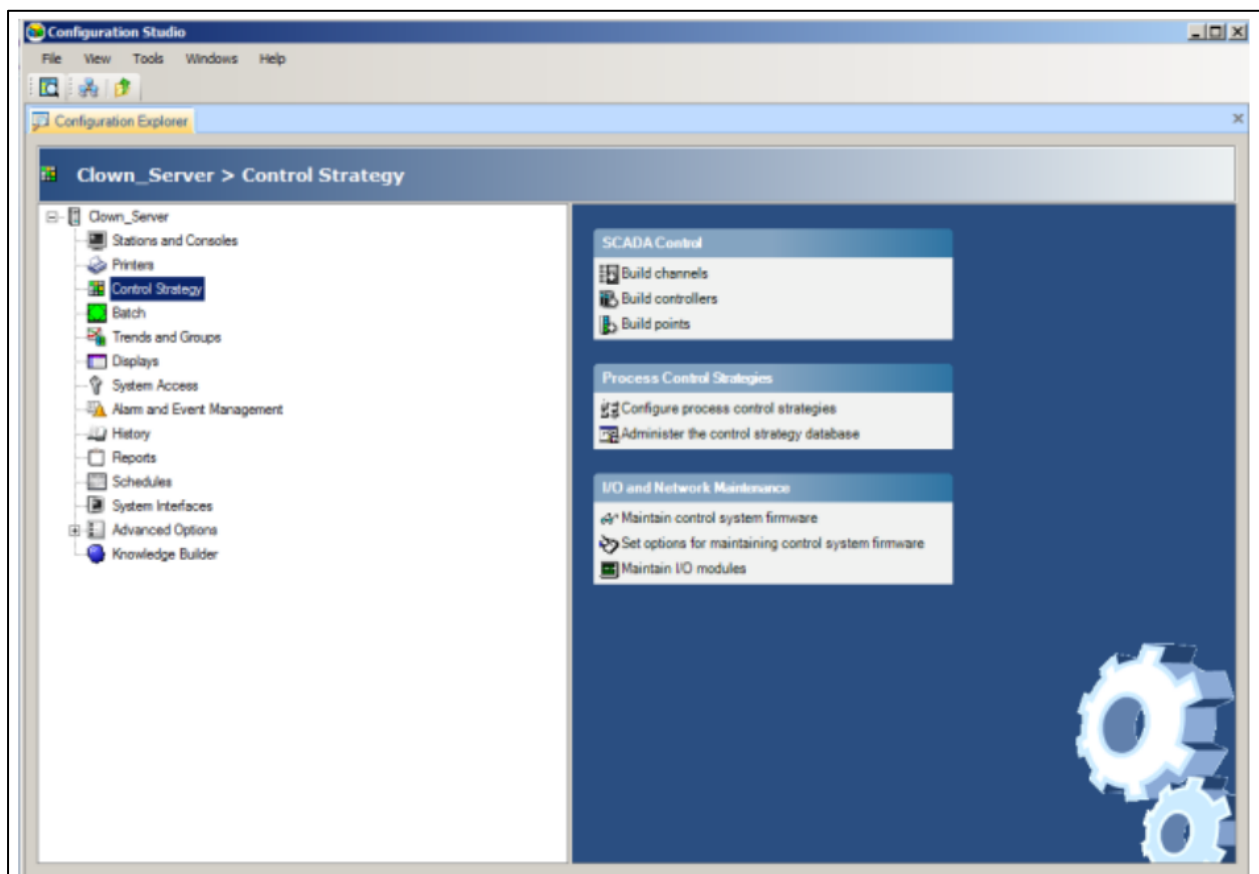 Configuration Studio
File View Tools Windows Help
Configuration Explorer
Clown_Server > Control Strategy
Clown_Server
Stations and Consoles
Printers
Control Strategy
Batch
Trends and Groups
Displays
System Access
Alarm and Event Management
History
Reports
Schedules
System Interfaces
Advanced Options
Knowledge Builder
SCADA Control
Build channels
Build controllers
Build points
Process Control Strategies
Configure process control strategies
Administer the control strategy database
I/O and Network Maintenance
Maintain control system firmware
Set options for maintaining control system firmware
Maintain I/O modules